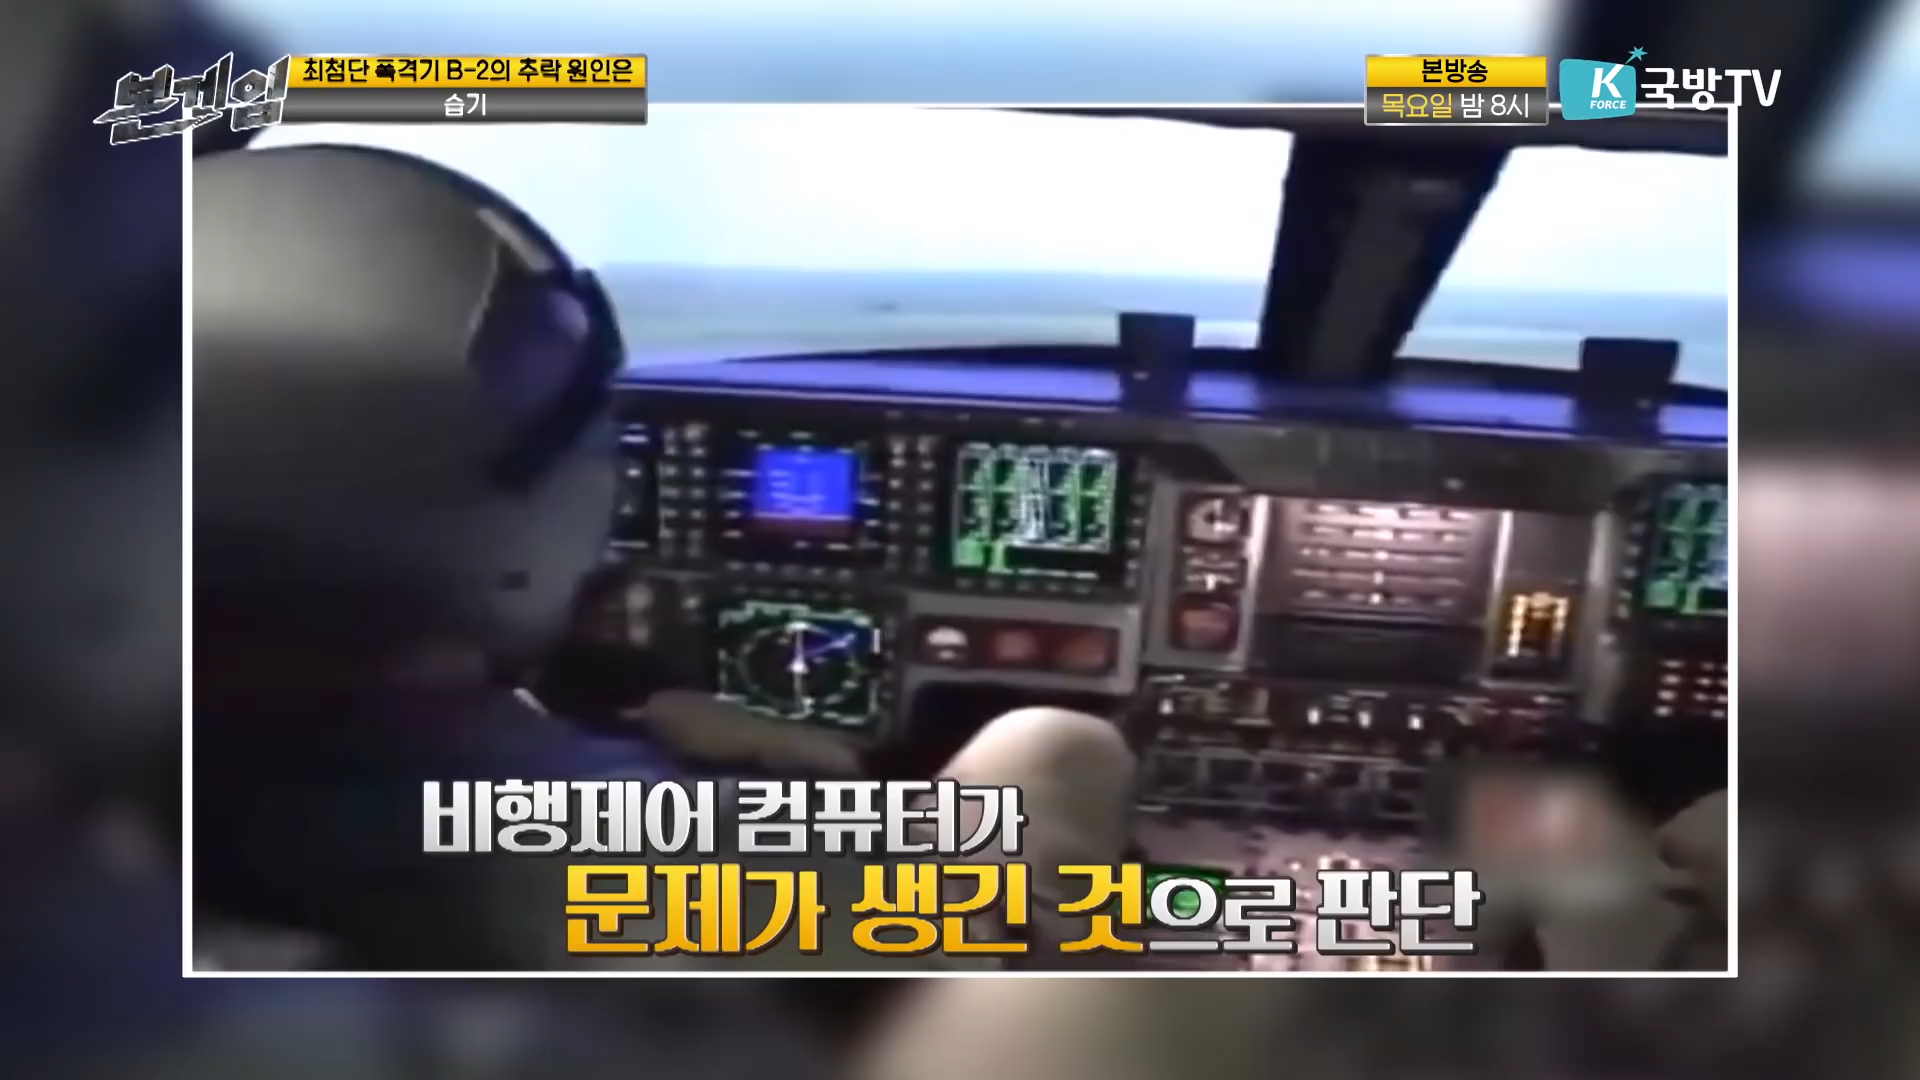 본게임
최첨단 폭격기 B-2의 추락 원인은
습기
본방송
목요일 밤 8시
K FORCE 국방TV
비행제어 컴퓨터가
문제가 생긴 것으로 판단